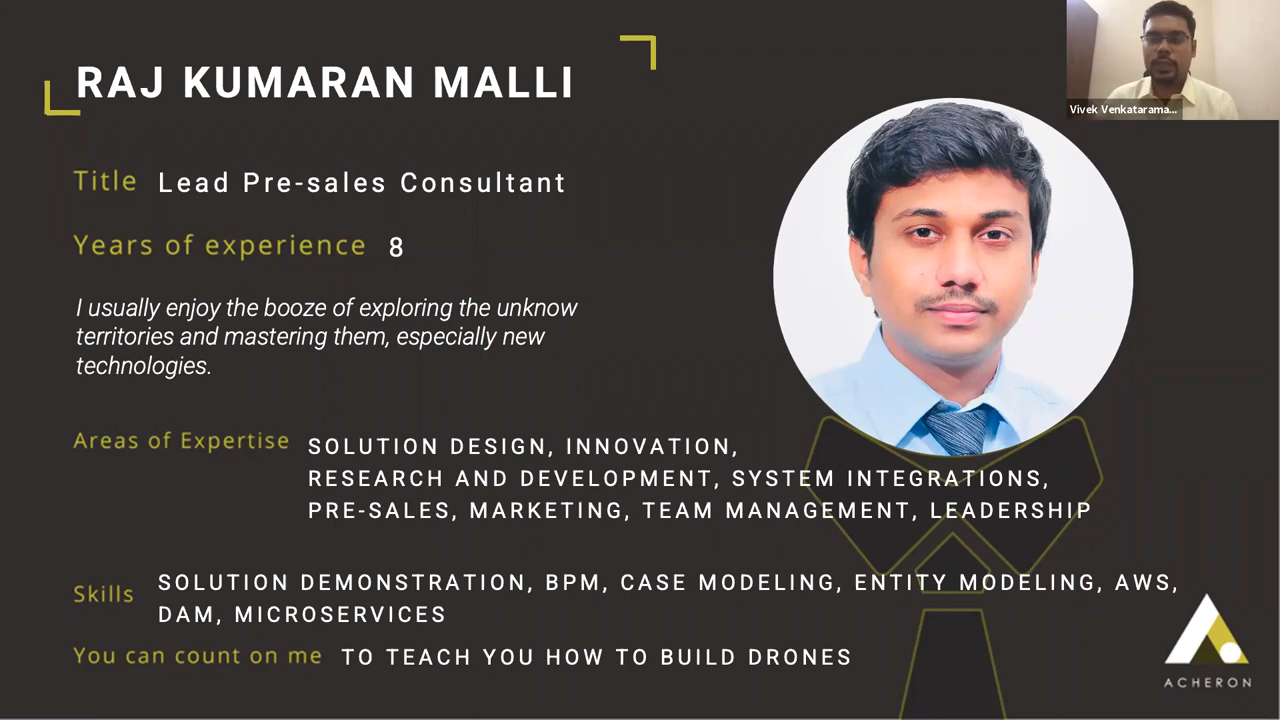 RAJ KUMARAN MALLI
Vivek Venkatarama...
Title Lead Pre-sales Consultant
Years of experience 8
I usually enjoy the booze of exploring the unknow
territories and mastering them, especially new
technologies.
Areas of Expertise SOLUTION DESIGN, INNOVATION,
RESEARCH AND DEVELOPMENT, SYSTEM INTEGRATIONS,
PRE-SALES, MARKETING, TEAM MANAGEMENT, LEADERSHIP
Skills SOLUTION DEMONSTRATION, BPM, CASE MODELING, ENTITY MODELING, AWS,
DAM, MICROSERVICES
You can count on me TO TEACH YOU HOW TO BUILD DRONES
ACHERON